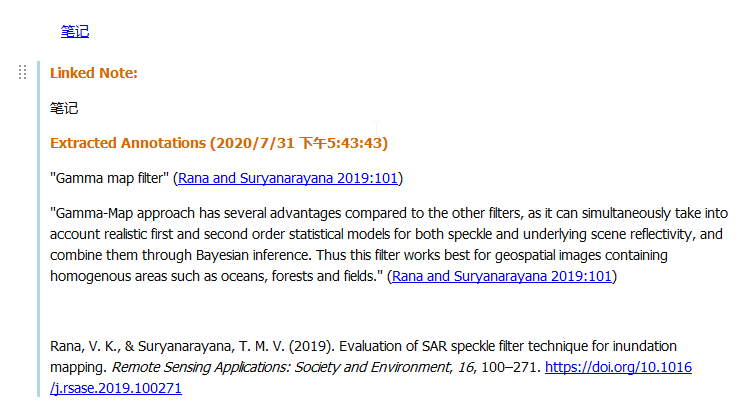 笔记
Linked Note:
笔记
Extracted Annotations (2020/7/31 下午5:43:43)
"Gamma map filter" (Rana and Suryanarayana 2019:101)
"Gamma-Map approach has several advantages compared to the other filters, as it can simultaneously take into
account realistic first and second order statistical models for both speckle and underlying scene reflectivity, and
combine them through Bayesian inference. Thus this filter works best for geospatial images containing
homogenous areas such as oceans, forests and fields." (Rana and Suryanarayana 2019:101)
Rana, V. K., & Suryanarayana, T. M. V. (2019). Evaluation of SAR speckle filter technique for inundation
mapping. Remote Sensing Applications: Society and Environment, 16, 100–271. https://doi.org/10.1016
/j.rsase.2019.100271